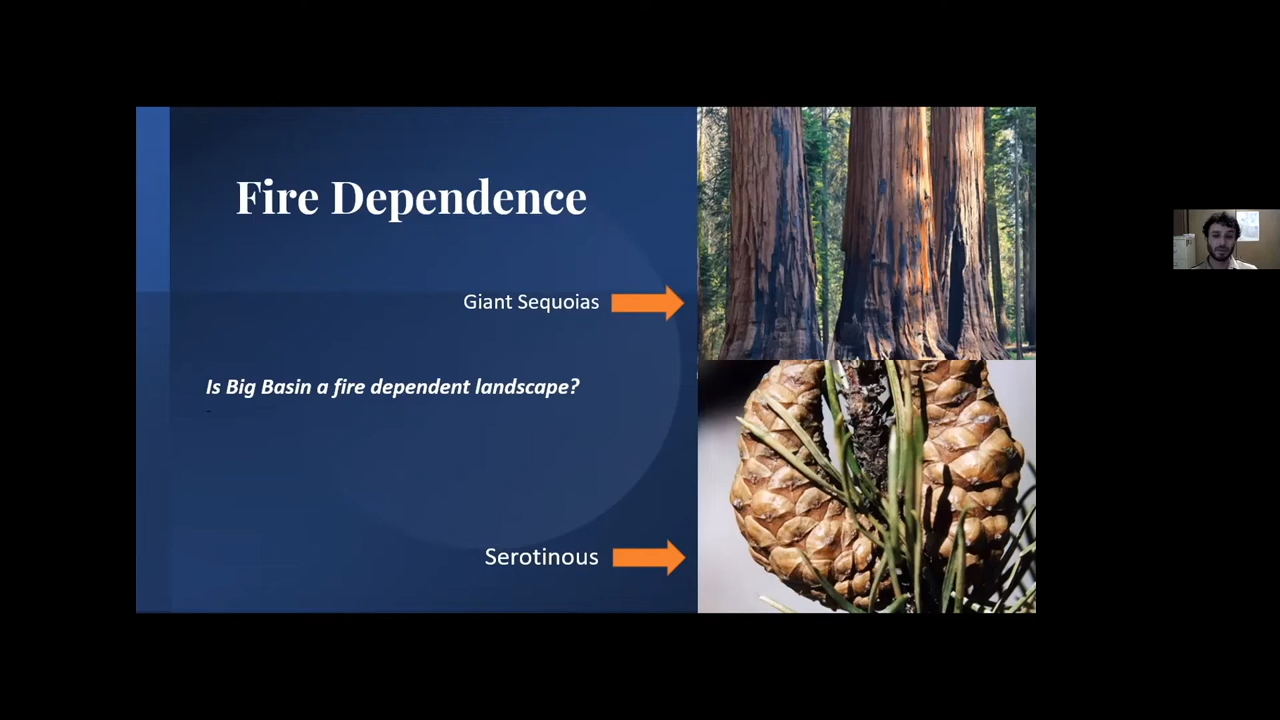 Fire Dependence
Giant Sequoias
Is Big Basin a fire dependent landscape?
-
Serotinous